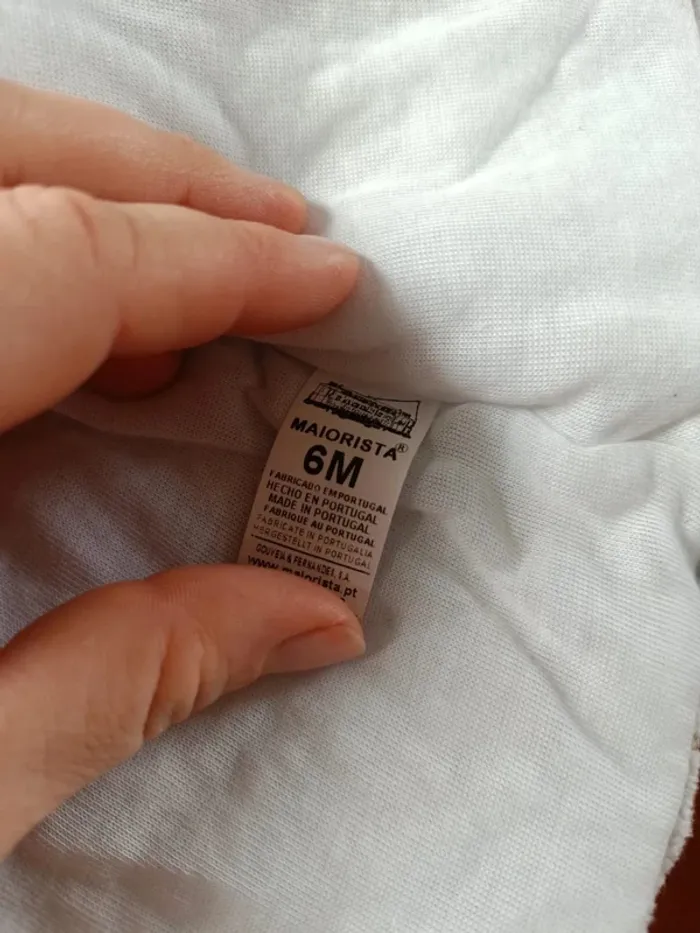 MAIORISTA®
6M
FABRICADO EM PORTUGAL
HECHO EN PORTUGAL
MADE IN PORTUGAL
FABRIQUE AU PORTUGAL
FABRICATE IN PORTUGALIA
HERGESTELLT IN PORTUGAL
GOUVEIA & FERNANDES, S.A.
www.maiorista.pt